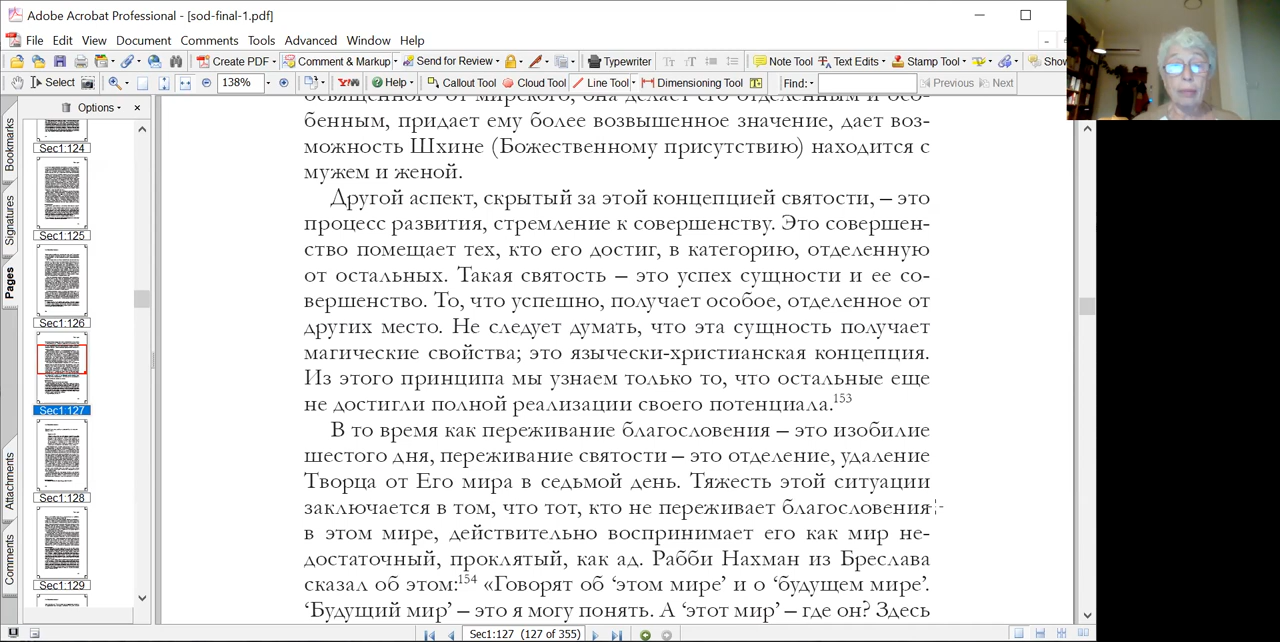 Adobe Acrobat Professional - [sod-final-1.pdf]
File Edit View Document Comments Tools Advanced Window Help
Create PDF Comment & Markup Send for Review Typewriter Note Tool Text Edits Stamp Tool Show
Select 138% Help Callout Tool Cloud Tool Line Tool Dimensioning Tool Find: Previous Next
Options
Bookmarks
Signatures
Pages
Attachments
Comments
Sec1:124
Sec1:125
Sec1:126
Sec1:127
Sec1:128
Sec1:129
освященного от мирского, она делает его отделенным и осо-
бенным, придает ему более возвышенное значение, дает воз-
можность Шхине (Божественному присутствию) находится с
мужем и женой.
Другой аспект, скрытый за этой концепцией святости, – это
процесс развития, стремление к совершенству. Это совершен-
ство помещает тех, кто его достиг, в категорию, отделенную
от остальных. Такая святость – это успех сущности и ее со-
вершенство. То, что успешно, получает особое, отделенное от
других место. Не следует думать, что эта сущность получает
магические свойства; это язычески-христианская концепция.
Из этого принципа мы узнаем только то, что остальные еще
не достигли полной реализации своего потенциала.153
В то время как переживание благословения – это изобилие
шестого дня, переживание святости – это отделение, удаление
Творца от Его мира в седьмой день. Тяжесть этой ситуации
заключается в том, что тот, кто не переживает благословения
в этом мире, действительно воспринимает его как мир не-
достаточный, проклятый, как ад. Рабби Нахман из Бреслава
сказал об этом:154 «Говорят об ‘этом мире’ и о ‘будущем мире’.
‘Будущий мир’ – это я могу понять. А ‘этот мир’ – где он? Здесь
Sec1:127 (127 of 355)